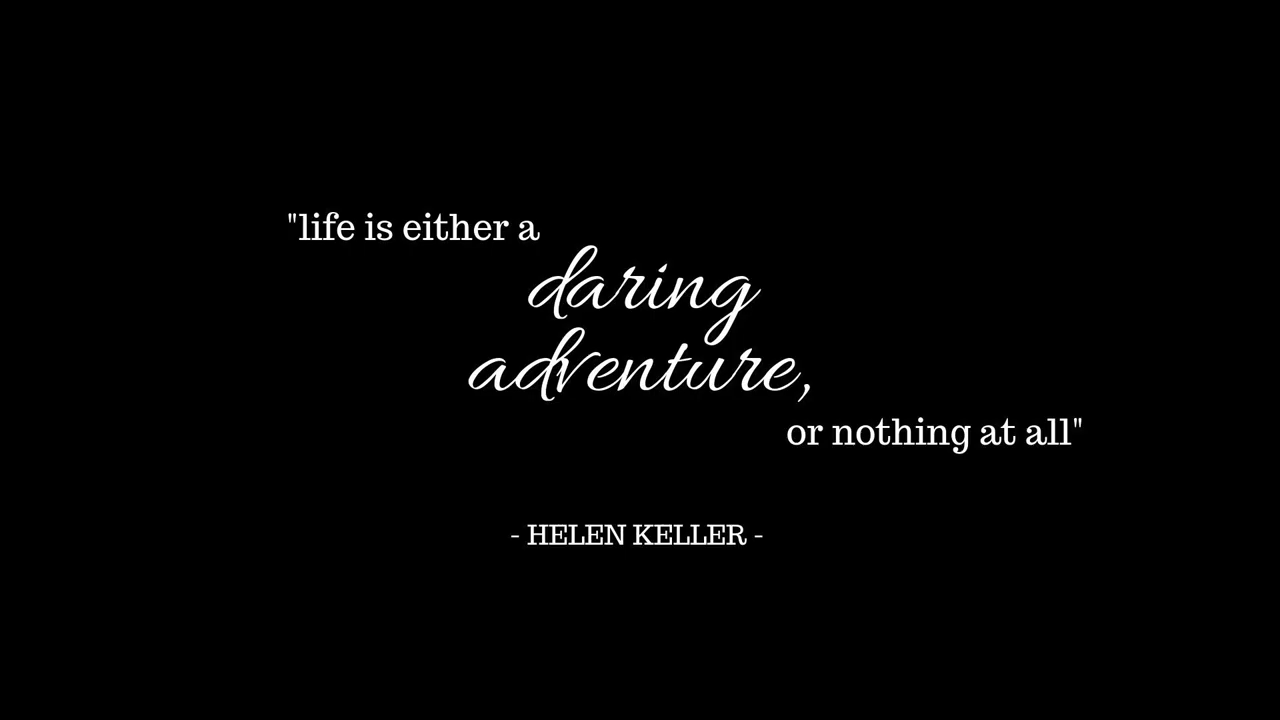 "life is either a
daring
adventure,
or nothing at all"
- HELEN KELLER -